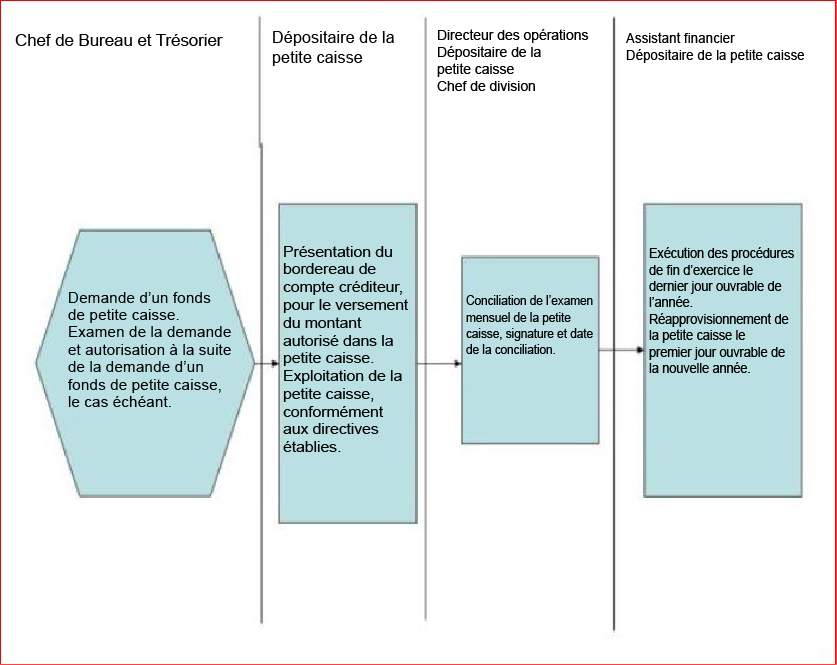 Chef de Bureau et Trésorier
Dépositaire de la
petite caisse
Directeur des opérations
Dépositaire de la
petite caisse
Chef de division
Assistant financier
Dépositaire de la petite caisse
Demande d’un fonds
de petite caisse.
Examen de la demande
et autorisation à la suite
de la demande d’un
fonds de petite caisse,
le cas échéant.
Présentation du
bordereau de
compte créditeur,
pour le versement
du montant
autorisé dans la
petite caisse.
Exploitation de la
petite caisse,
conformément
aux directives
établies.
Conciliation de l’examen
mensuel de la petite
caisse, signature et date
de la conciliation.
Exécution des procédures
de fin d’exercice le
dernier jour ouvrable de
l’année.
Réapprovisionnement de
la petite caisse le
premier jour ouvrable de
la nouvelle année.